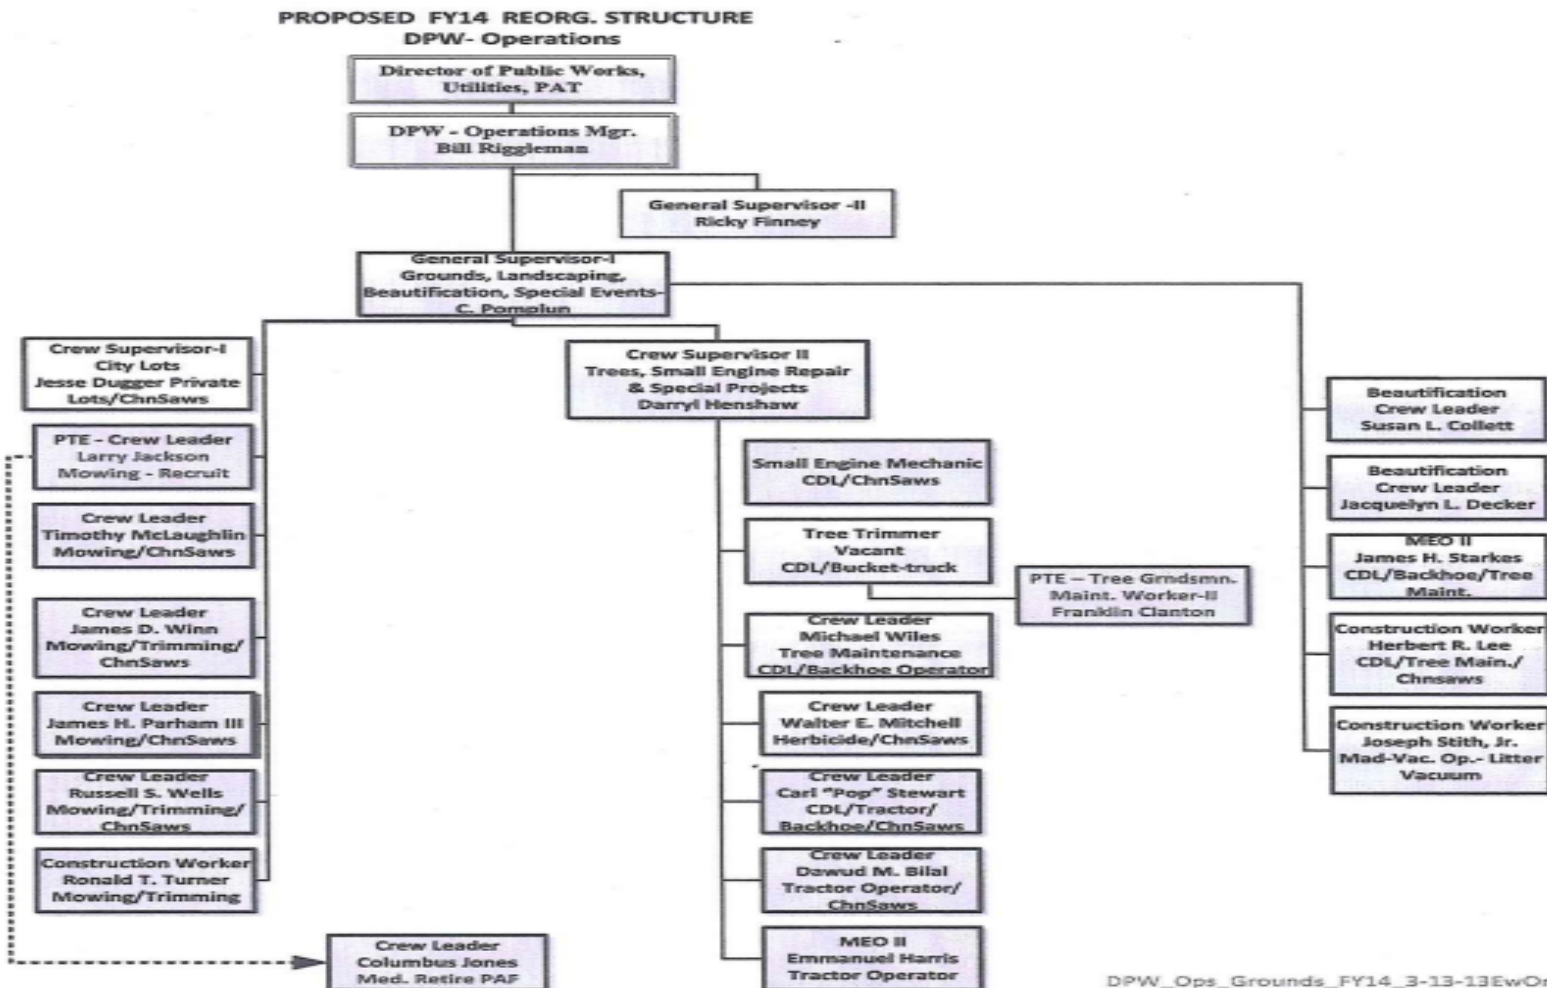 PROPOSED FY14 REORG. STRUCTURE
DPW- Operations
Director of Public Works,
Utilities, PAT
DPW - Operations Mgr.
Bill Riggleman
General Supervisor -II
Ricky Finney
General Supervisor-I
Grounds, Landscaping,
Beautification, Special Events-
C. Pomplun
Crew Supervisor-I
City Lots
Jesse Dugger Private
Lots/ChnSaws
PTE - Crew Leader
Larry Jackson
Mowing - Recruit
Crew Leader
Timothy McLaughlin
Mowing/ChnSaws
Crew Leader
James D. Winn
Mowing/Trimming/
ChnSaws
Crew Leader
James H. Parham III
Mowing/ChnSaws
Crew Leader
Russell S. Wells
Mowing/Trimming/
ChnSaws
Construction Worker
Ronald T. Turner
Mowing/Trimming
Crew Leader
Columbus Jones
Med. Retire PAF
Crew Supervisor II
Trees, Small Engine Repair
& Special Projects
Darryl Henshaw
Small Engine Mechanic
CDL/ChnSaws
Tree Trimmer
Vacant
CDL/Bucket-truck
PTE – Tree Grndsmn.
Maint. Worker-II
Franklin Clanton
Crew Leader
Michael Wiles
Tree Maintenance
CDL/Backhoe Operator
Crew Leader
Walter E. Mitchell
Herbicide/ChnSaws
Crew Leader
Carl "Pop" Stewart
CDL/Tractor/
Backhoe/ChnSaws
Crew Leader
Dawud M. Bilal
Tractor Operator/
ChnSaws
MEO II
Emmanuel Harris
Tractor Operator
Beautification
Crew Leader
Susan L. Collett
Beautification
Crew Leader
Jacquelyn L. Decker
MEO II
James H. Starkes
CDL/Backhoe/Tree
Maint.
Construction Worker
Herbert R. Lee
CDL/Tree Main./
Chnsaws
Construction Worker
Joseph Stith, Jr.
Mad-Vac. Op.- Litter
Vacuum
DPW_Ops_Grounds_FY14_3-13-13EwOr